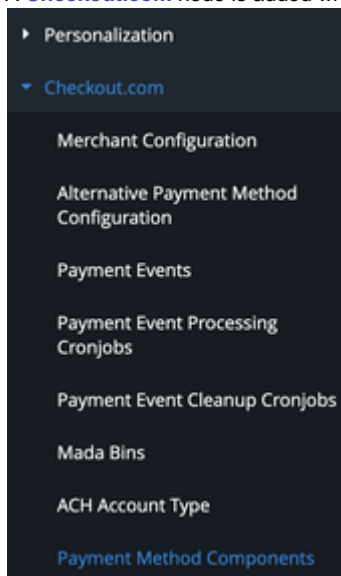 Personalization
Checkout.com
Merchant Configuration
Alternative Payment Method
Configuration
Payment Events
Payment Event Processing
Cronjobs
Payment Event Cleanup Cronjobs
Mada Bins
ACH Account Type
Payment Method Components